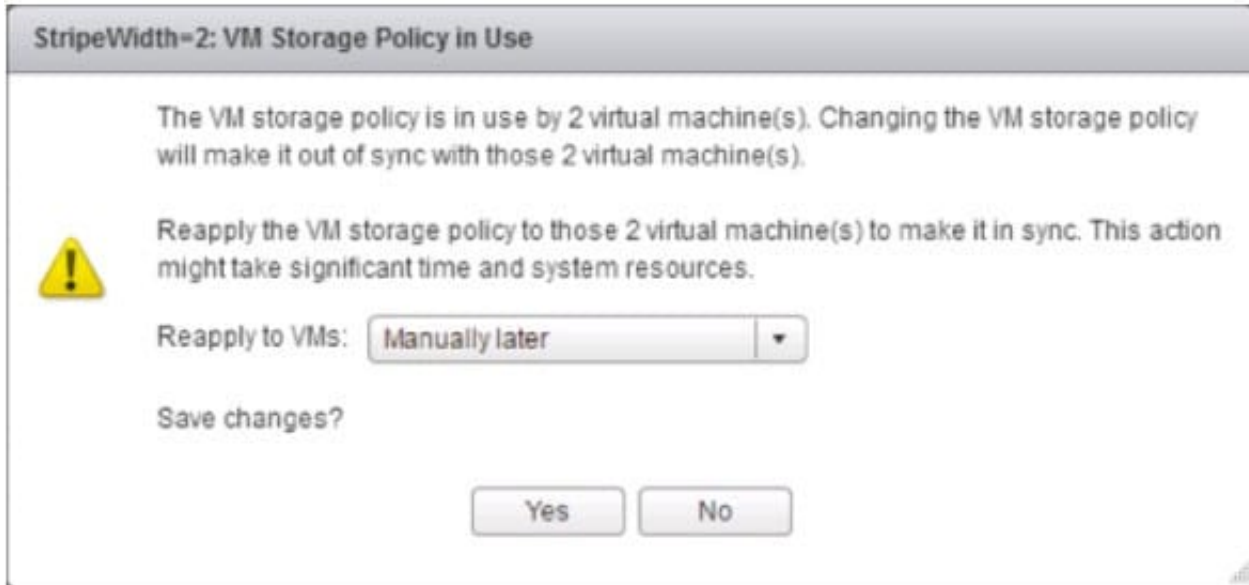 StripeWidth=2: VM Storage Policy in Use
The VM storage policy is in use by 2 virtual machine(s). Changing the VM storage policy
will make it out of sync with those 2 virtual machine(s).
Reapply the VM storage policy to those 2 virtual machine(s) to make it in sync. This action
might take significant time and system resources.
Reapply to VMs: Manually later
Save changes?
Yes No